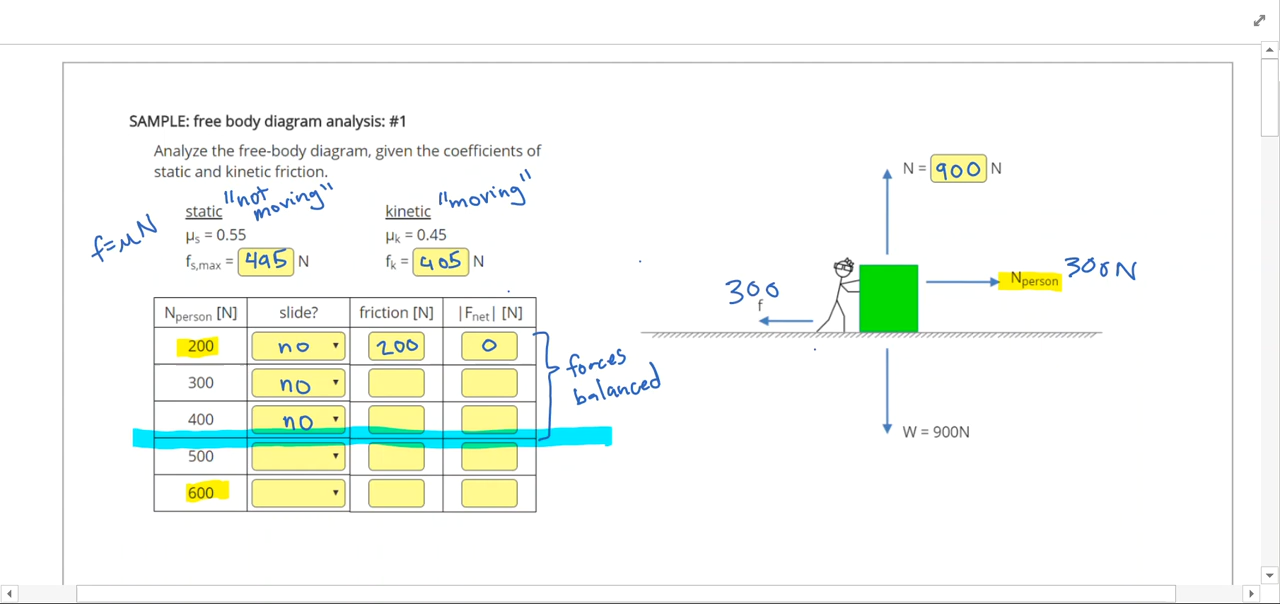 SAMPLE: free body diagram analysis: #1
Analyze the free-body diagram, given the coefficients of
static and kinetic friction.
"not moving"
"moving"
static
kinetic
f=μN
μs = 0.55
μk = 0.45
fs,max = 495 N
fk = 405 N
Nperson [N] slide? friction [N] |Fnet| [N]
200 no 200 0
300 no
400 no
500
600
forces
balanced
N = 900 N
300
f
Nperson 300N
W = 900N